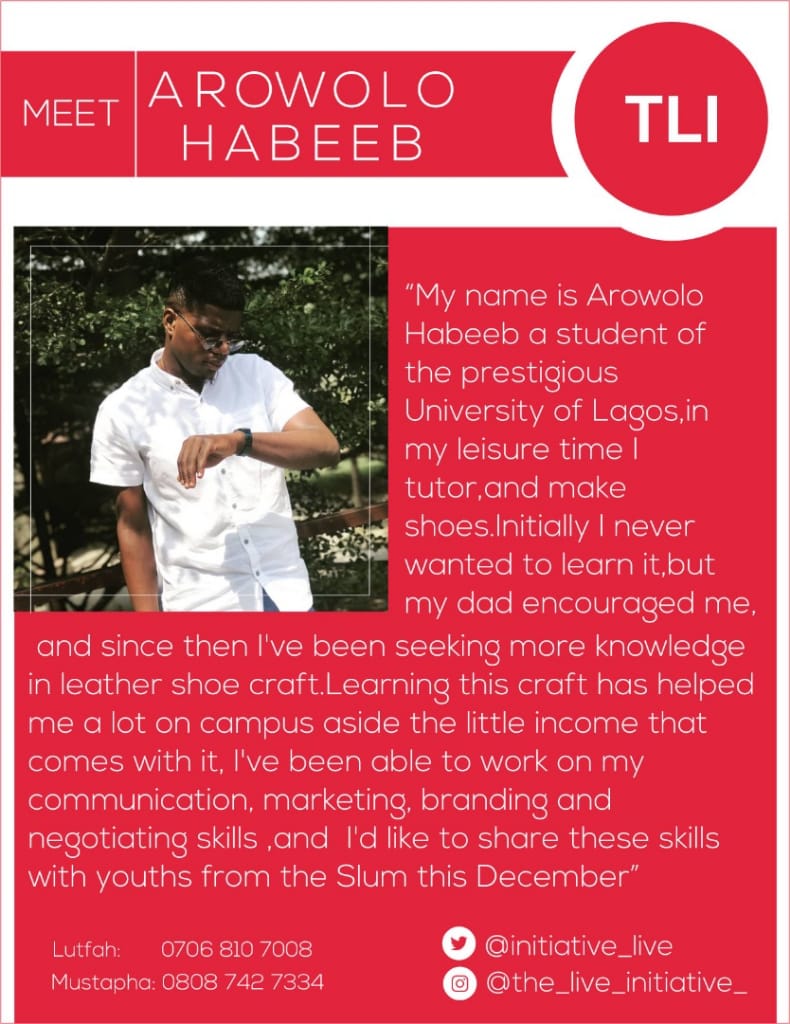 MEET
AROWOLO
HABEEB
TLI
“My name is Arowolo
Habeeb a student of
the prestigious
University of Lagos,in
my leisure time I
tutor,and make
shoes.Initially I never
wanted to learn it,but
my dad encouraged me,
and since then I've been seeking more knowledge
in leather shoe craft.Learning this craft has helped
me a lot on campus aside the little income that
comes with it, I've been able to work on my
communication, marketing, branding and
negotiating skills ,and  I'd like to share these skills
with youths from the Slum this December”
Lutfah: 0706 810 7008
Mustapha: 0808 742 7334
@initiative_live
@the_live_initiative_